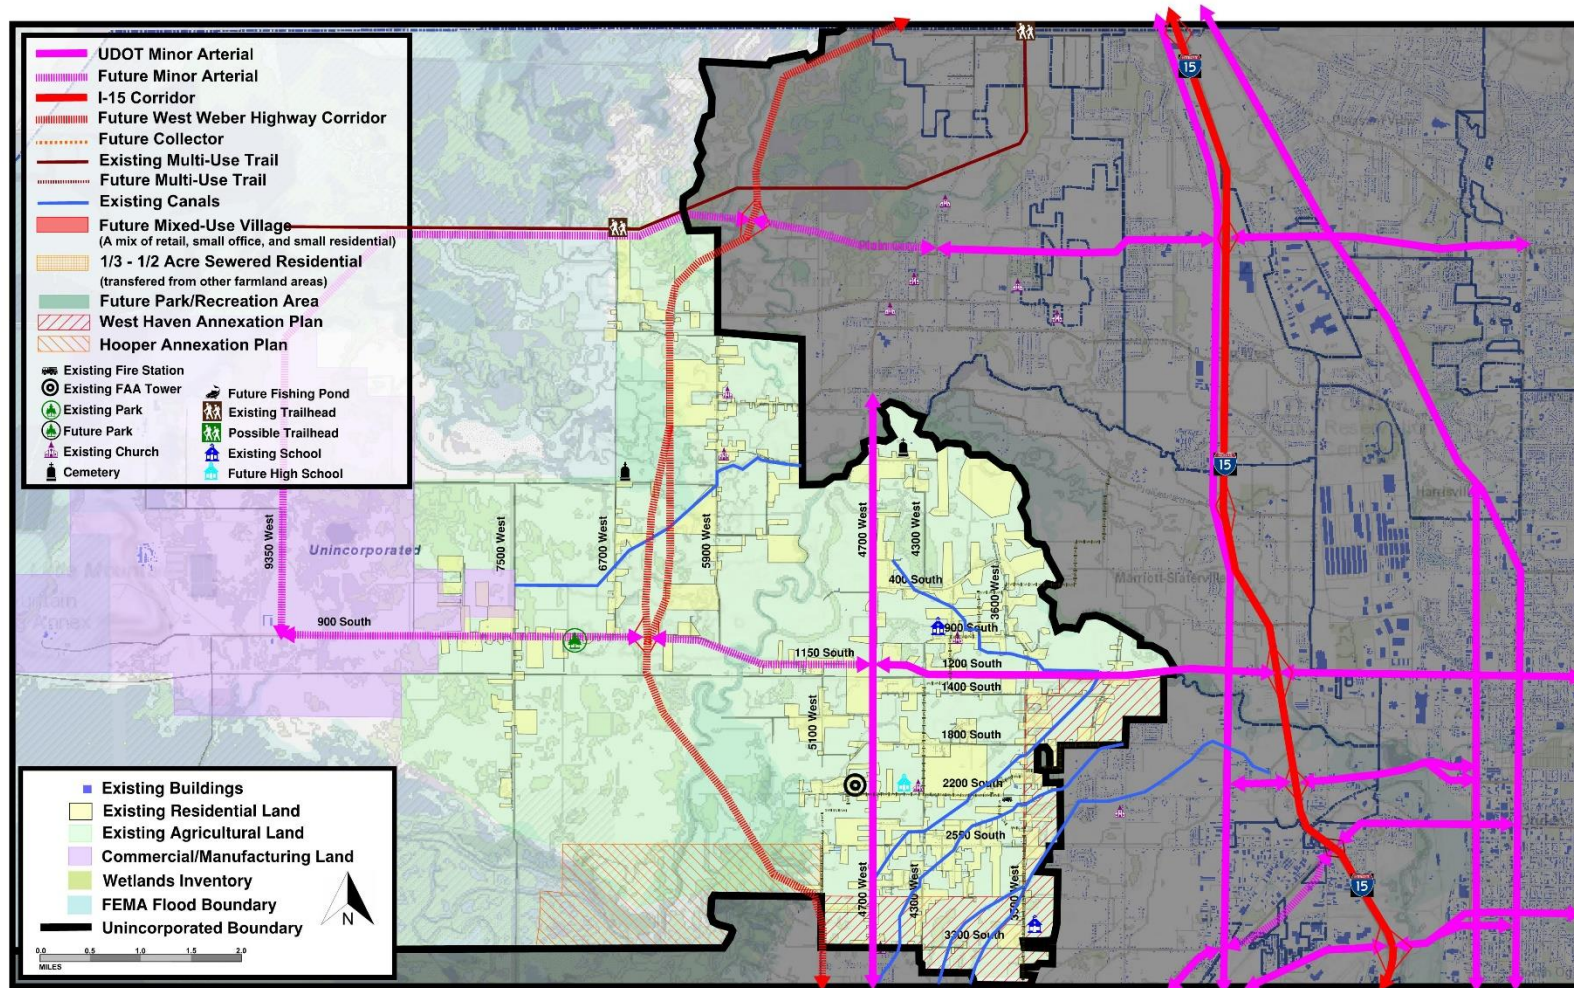 UDOT Minor Arterial
Future Minor Arterial
I-15 Corridor
Future West Weber Highway Corridor
Future Collector
Existing Multi-Use Trail
Future Multi-Use Trail
Existing Canals
Future Mixed-Use Village
(A mix of retail, small office, and small residential)
1/3 - 1/2 Acre Sewered Residential
(transfered from other farmland areas)
Future Park/Recreation Area
West Haven Annexation Plan
Hooper Annexation Plan
Existing Fire Station
Existing FAA Tower
Existing Park
Future Park
Existing Church
Cemetery
Future Fishing Pond
Existing Trailhead
Possible Trailhead
Existing School
Future High School
15
Plain City
15
Harrisville
Marriott-Slaterville
Unincorporated
9350 West
7500 West
6700 West
5900 West
4700 West
4300 West
3600 West
400 South
900 South
900 South
1150 South
1200 South
1400 South
5100 West
1800 South
2200 South
2550 South
4700 West
4300 West
3500 West
3300 South
15
Existing Buildings
Existing Residential Land
Existing Agricultural Land
Commercial/Manufacturing Land
Wetlands Inventory
FEMA Flood Boundary
Unincorporated Boundary
N
0.0 0.5 1.0 2.0
MILES